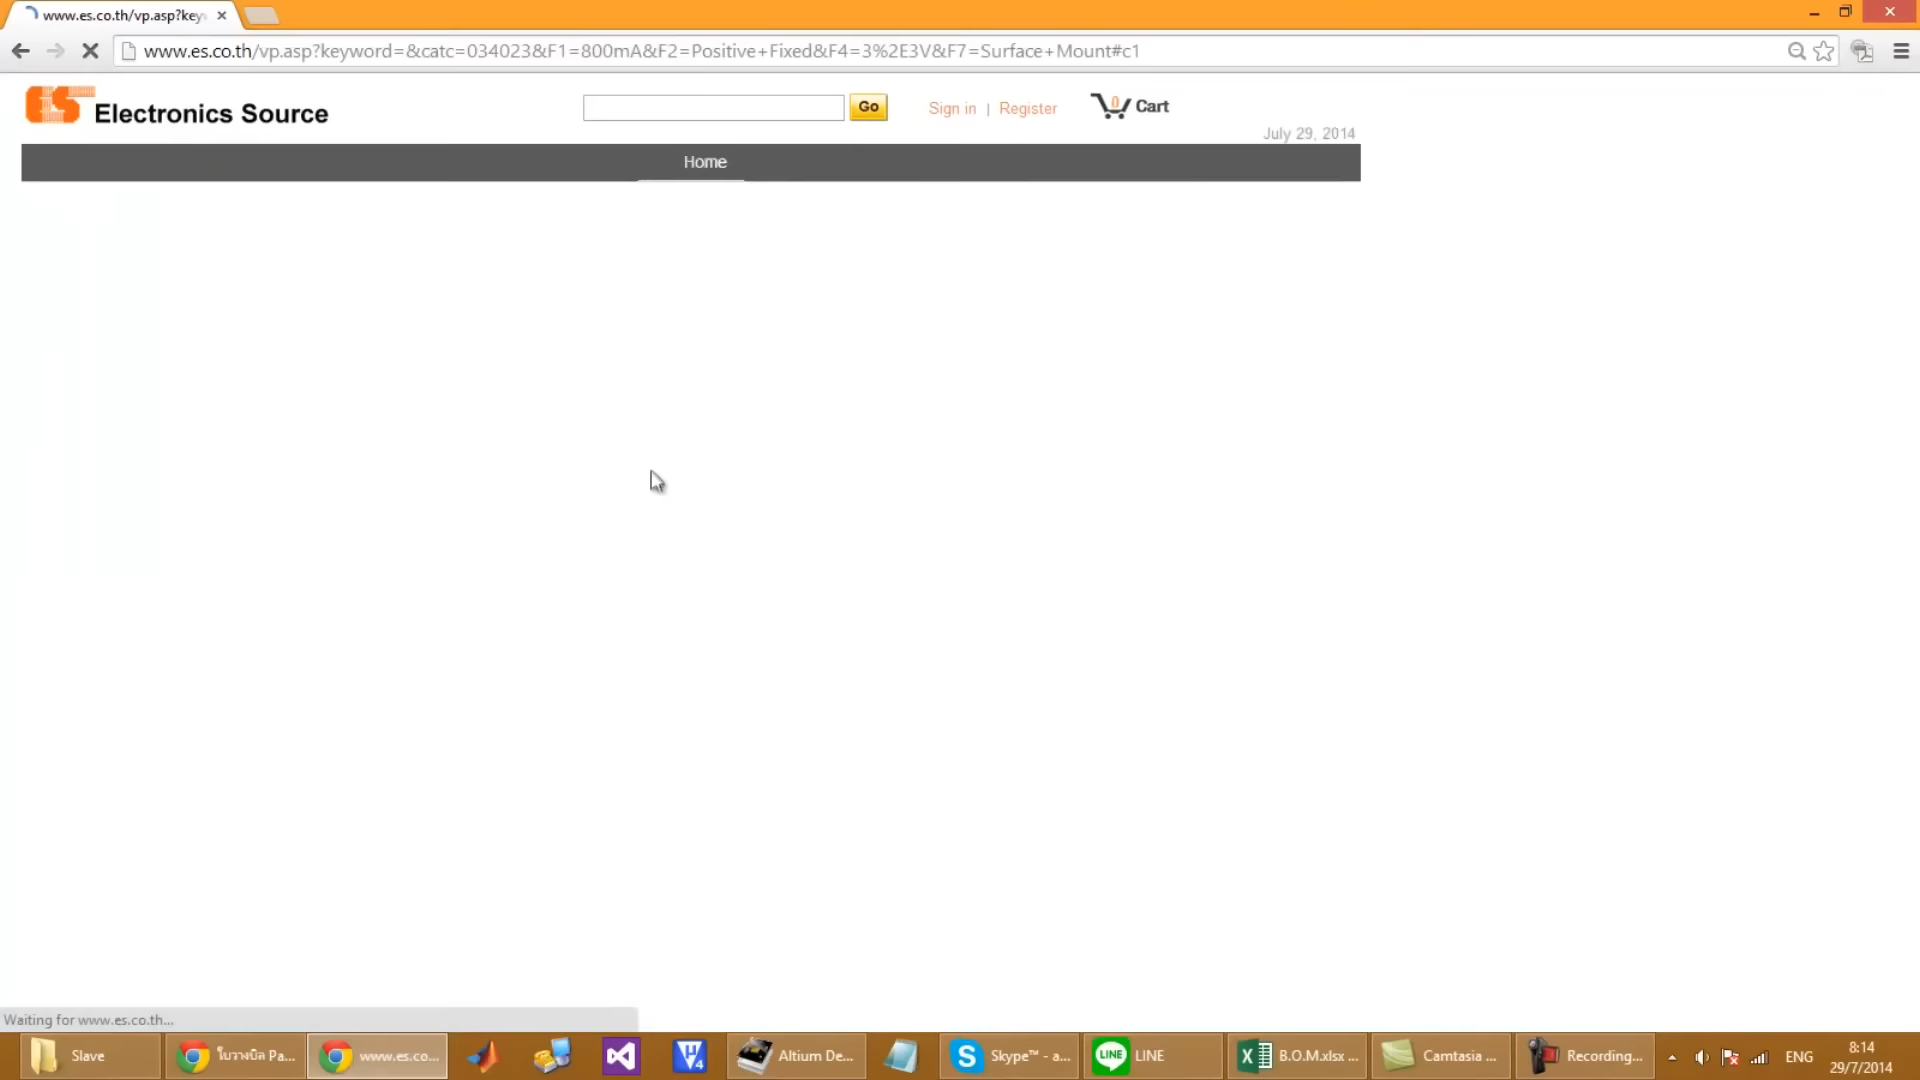 www.es.co.th/vp.asp?key
www.es.co.th/vp.asp?keyword=&catc=034023&F1=800mA&F2=Positive+Fixed&F4=3%2E3V&F7=Surface+Mount#c1
ES Electronics Source
Go
Sign in | Register
0 Cart
July 29, 2014
Home
Waiting for www.es.co.th...
Slave
ใบวางบิล Pa...
www.es.co...
Altium De...
Skype™ - a...
LINE
B.O.M.xlsx ...
Camtasia ...
Recording...
ENG
8:14
29/7/2014